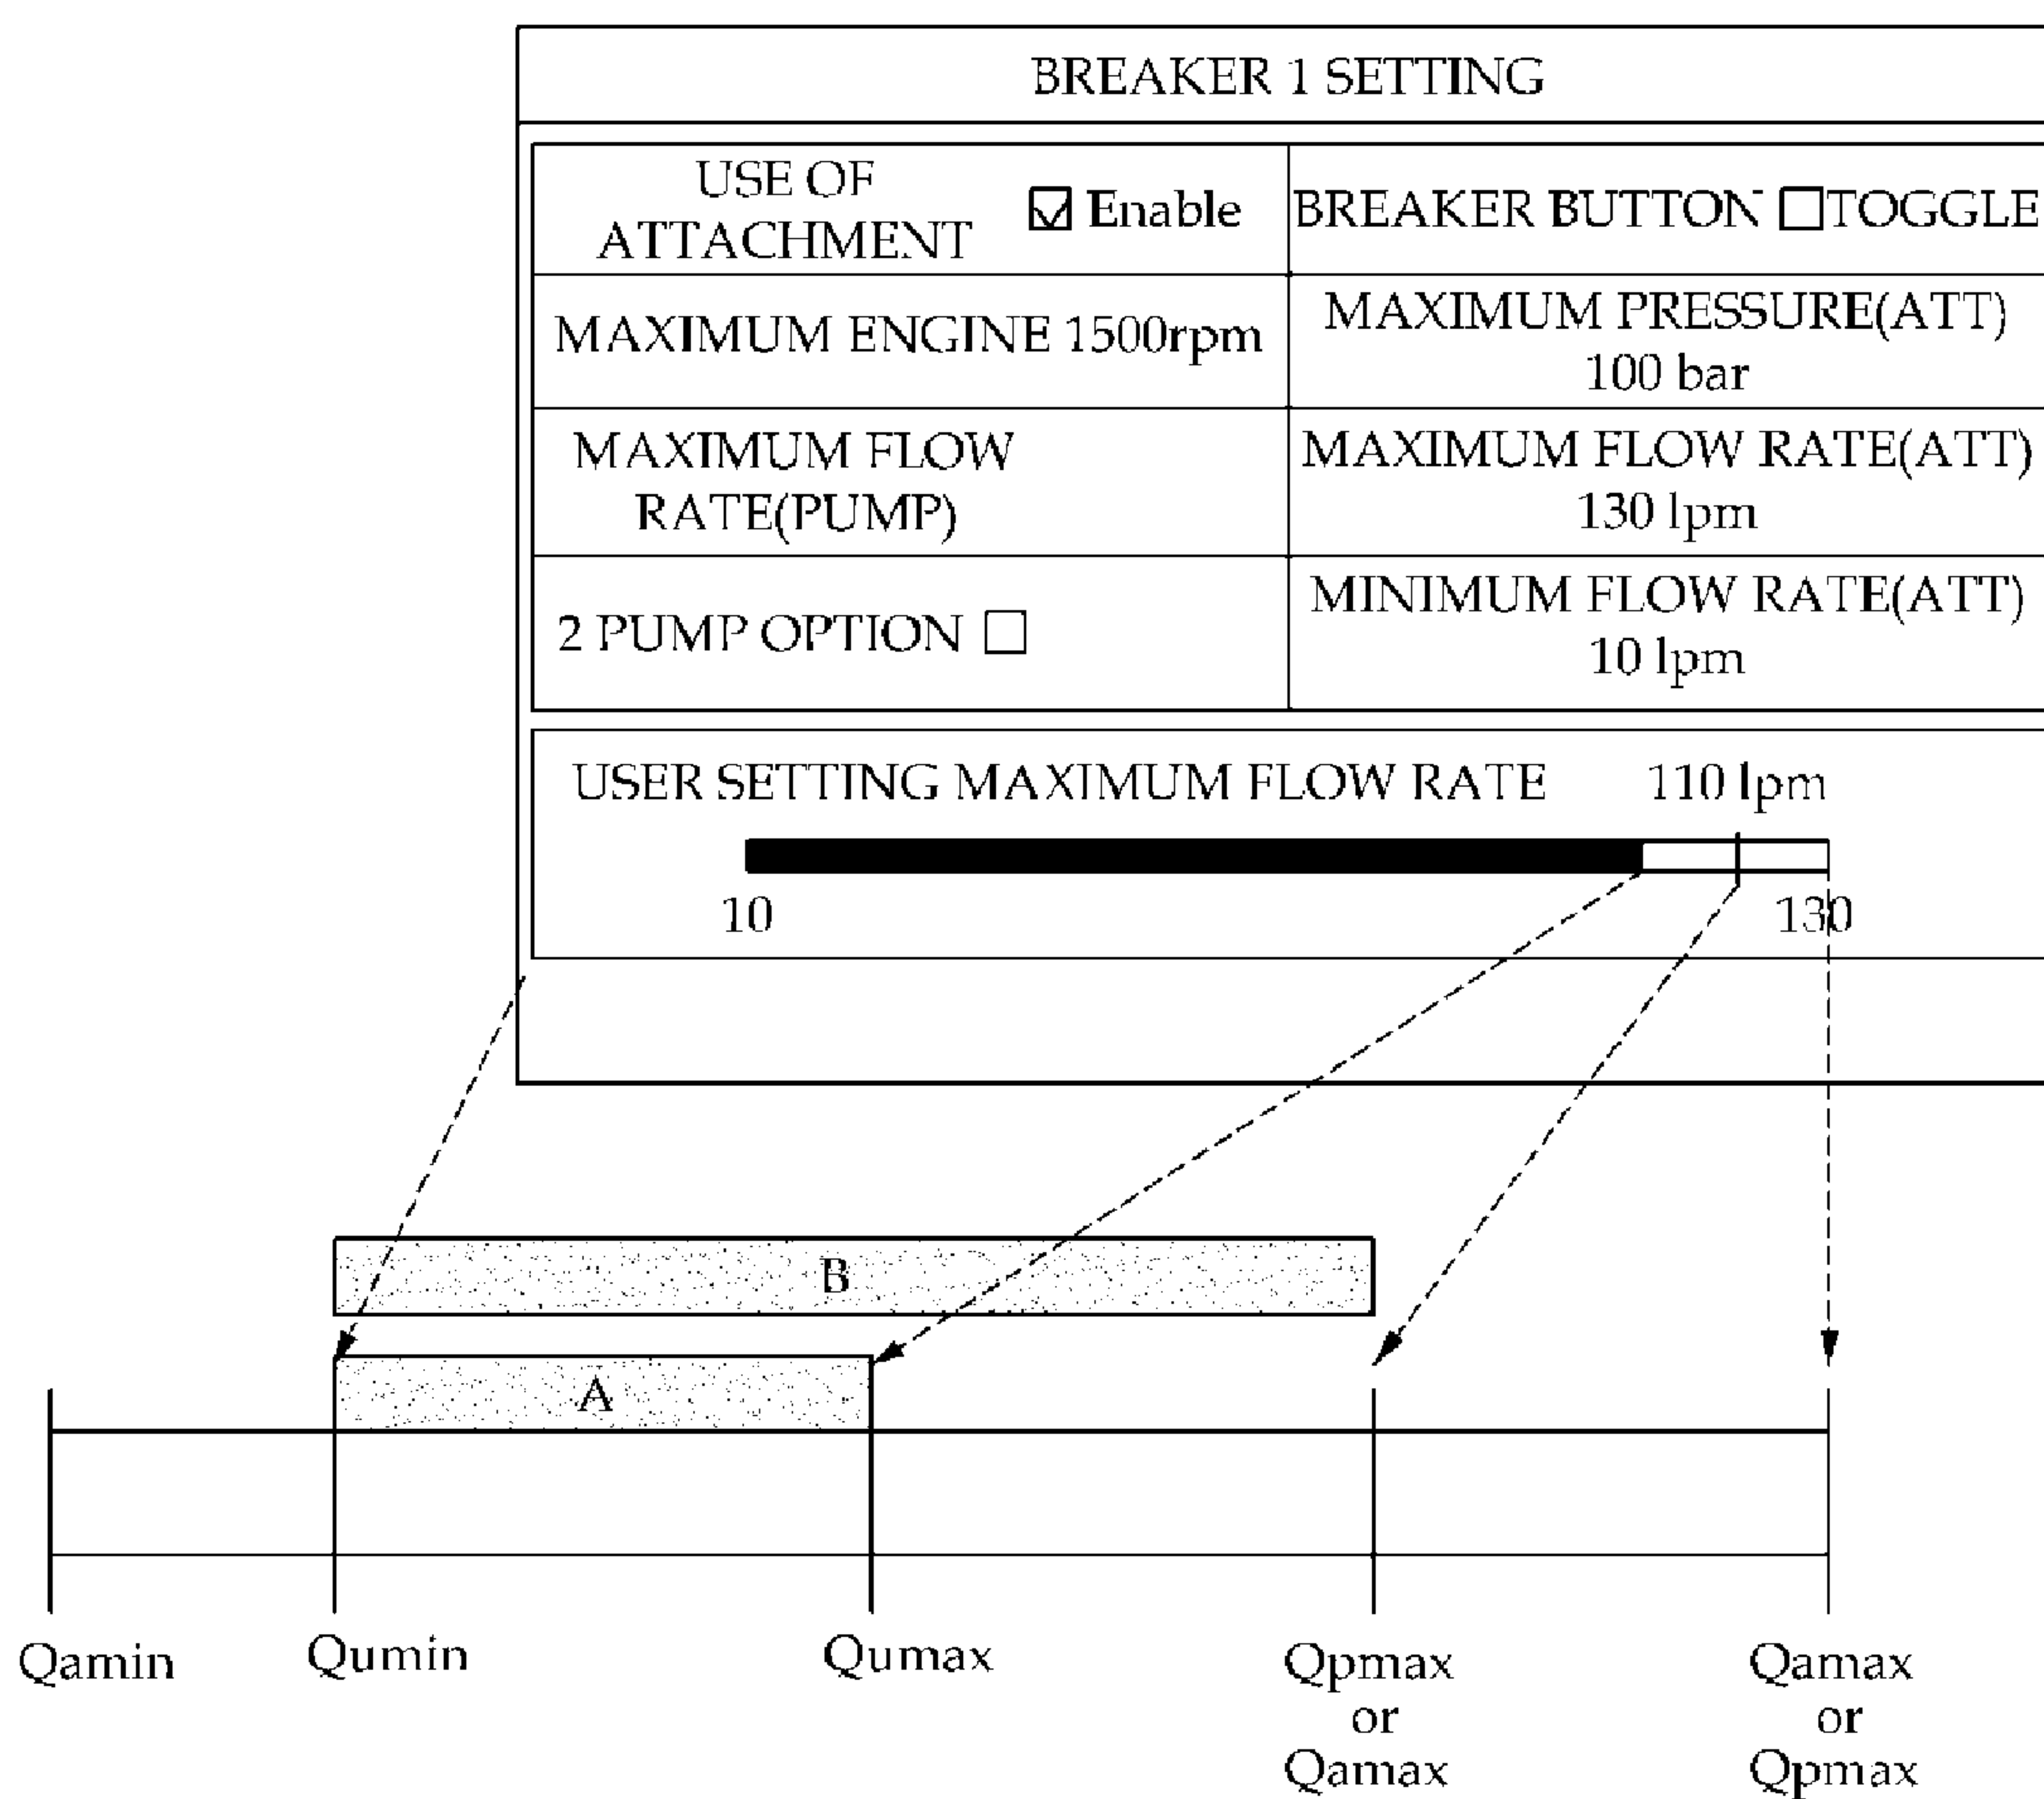 BREAKER 1 SETTING
USE OF
ATTACHMENT
Enable
BREAKER BUTTON TOGGLE
MAXIMUM ENGINE 1500rpm
MAXIMUM PRESSURE(ATT)
100 bar
MAXIMUM FLOW
RATE(PUMP)
MAXIMUM FLOW RATE(ATT)
130 lpm
2 PUMP OPTION
MINIMUM FLOW RATE(ATT)
10 lpm
USER SETTING MAXIMUM FLOW RATE 110 lpm
10
130
B
A
Qamin
Qumin
Qumax
Qpmax
or
Qamax
Qamax
or
Qpmax